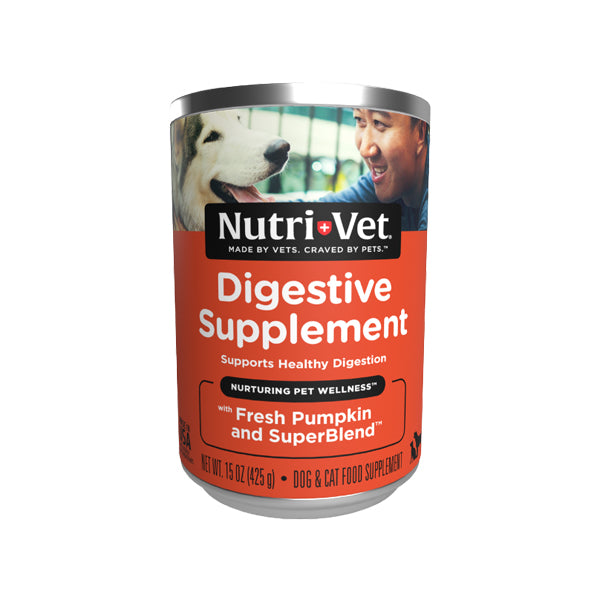 Nutri+Vet®
MADE BY VETS. CRAVED BY PETS.™
Digestive
Supplement
Supports Healthy Digestion
NURTURING PET WELLNESS™
with Fresh Pumpkin
and SuperBlend™
USA
NET WT. 15 OZ (425 g) • DOG & CAT FOOD SUPPLEMENT